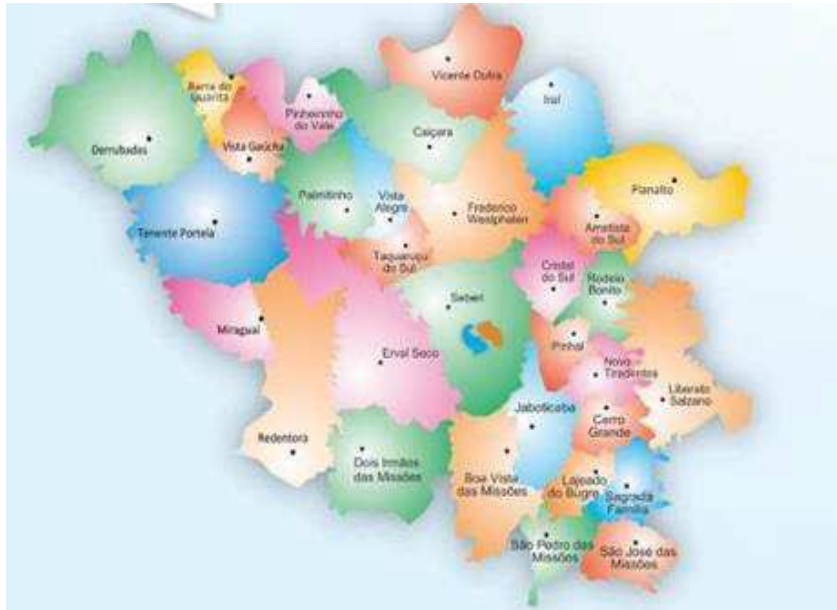 Vicente Dutra
Barra do
Guarita
Iraí
Pinheirinho
do Vale
Caiçara
Derrubadas
Vista Gaúcha
Planalto
Palmitinho
Vista
Alegre
Frederico
Westphalen
Ametista
do Sul
Tenente Portela
Taquaruçu
do Sul
Cristal
do Sul
Rodeio
Bonito
Seberi
Miraguaí
Erval Seco
Pinhal
Novo
Tiradentes
Liberato
Salzano
Jaboticaba
Cerro
Grande
Redentora
Dois Irmãos
das Missões
Boa Vista
das Missões
Lajeado
do Bugre
Sagrada
Família
São Pedro das
Missões
São José das
Missões